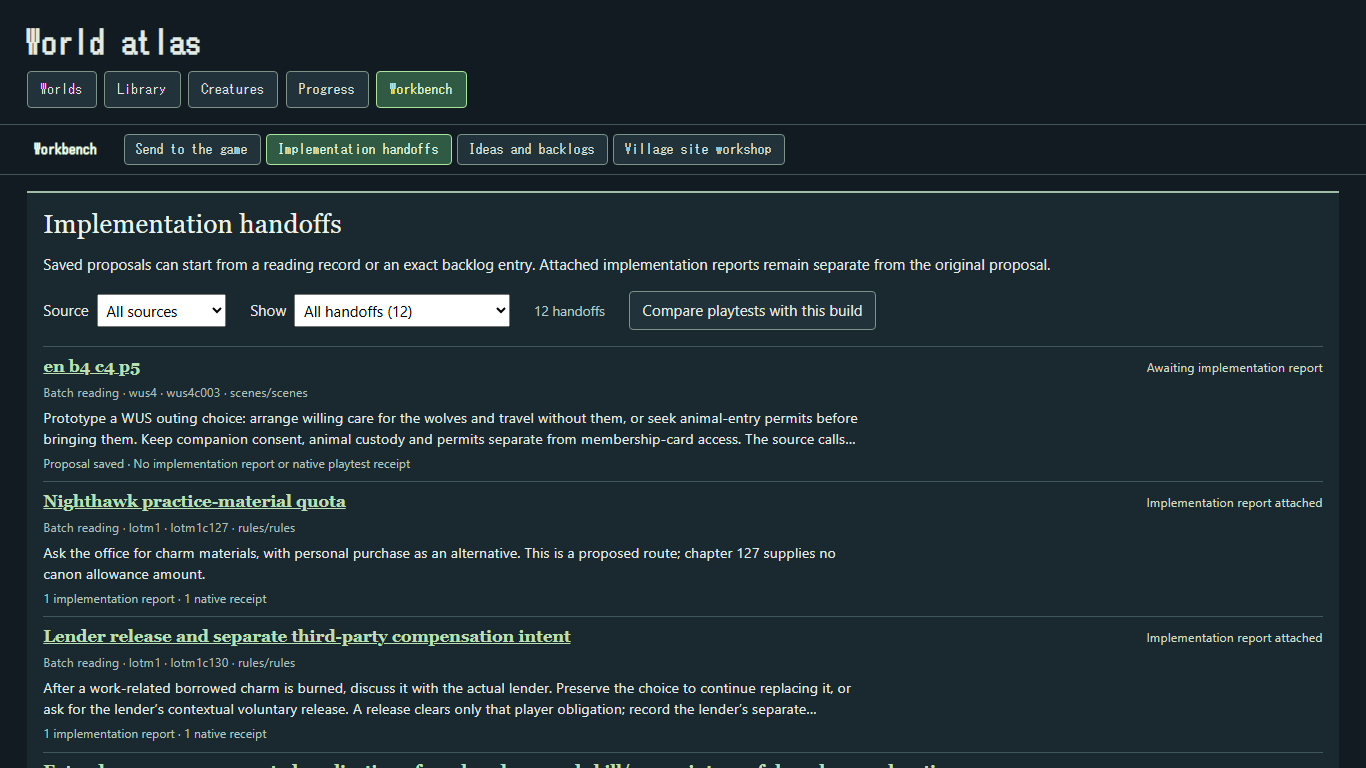 World atlas
Worlds Library Creatures Progress Workbench
Workbench Send to the game Implementation handoffs Ideas and backlogs Village site workshop
Implementation handoffs
Saved proposals can start from a reading record or an exact backlog entry. Attached implementation reports remain separate from the original proposal.
Source All sources Show All handoffs (12) 12 handoffs Compare playtests with this build
en b4 c4 p5 Awaiting implementation report
Batch reading · wus4 · wus4c003 · scenes/scenes
Prototype a WUS outing choice: arrange willing care for the wolves and travel without them, or seek animal-entry permits before
bringing them. Keep companion consent, animal custody and permits separate from membership-card access. The source calls...
Proposal saved · No implementation report or native playtest receipt
Nighthawk practice-material quota Implementation report attached
Batch reading · lotm1 · lotm1c127 · rules/rules
Ask the office for charm materials, with personal purchase as an alternative. This is a proposed route; chapter 127 supplies no
canon allowance amount.
1 implementation report · 1 native receipt
Lender release and separate third-party compensation intent Implementation report attached
Batch reading · lotm1 · lotm1c130 · rules/rules
After a work-related borrowed charm is burned, discuss it with the actual lender. Preserve the choice to continue replacing it, or
ask for the lender's contextual voluntary release. A release clears only that player obligation; record the lender's separate...
1 implementation report · 1 native receipt